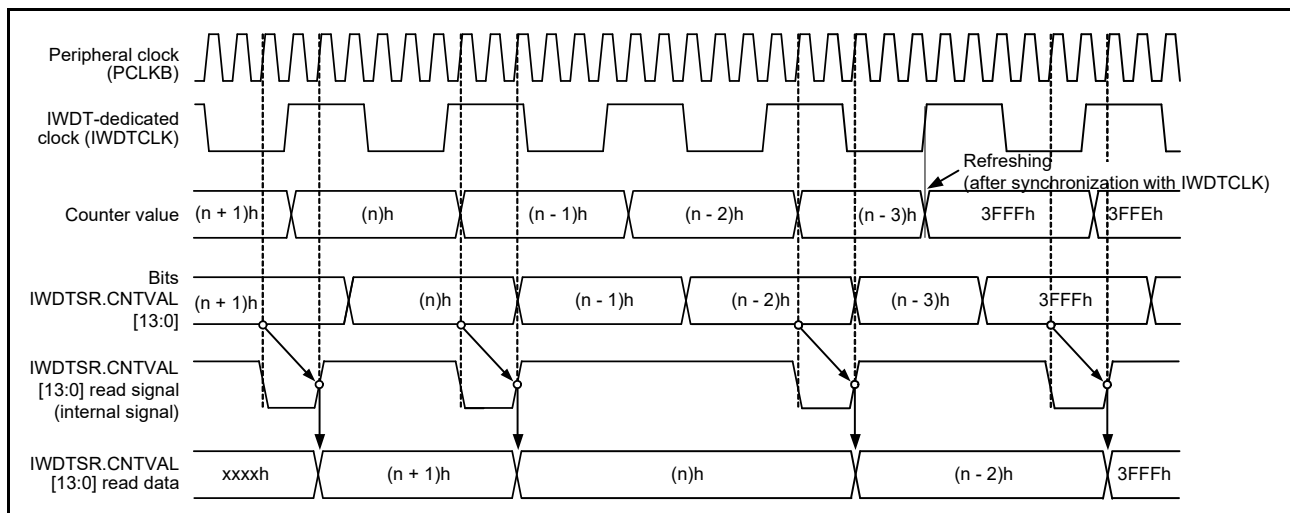 Peripheral clock
(PCLKB)
IWDT-dedicated
clock (IWDTCLK)
Refreshing
(after synchronization with IWDTCLK)
Counter value
(n + 1)h
(n)h
(n - 1)h
(n - 2)h
(n - 3)h
3FFFh
3FFEh
Bits
IWDTSR.CNTVAL
[13:0]
(n + 1)h
(n)h
(n - 1)h
(n - 2)h
(n - 3)h
3FFFh
IWDTSR.CNTVAL
[13:0] read signal
(internal signal)
IWDTSR.CNTVAL
[13:0] read data
xxxxh
(n + 1)h
(n)h
(n - 2)h
3FFFh